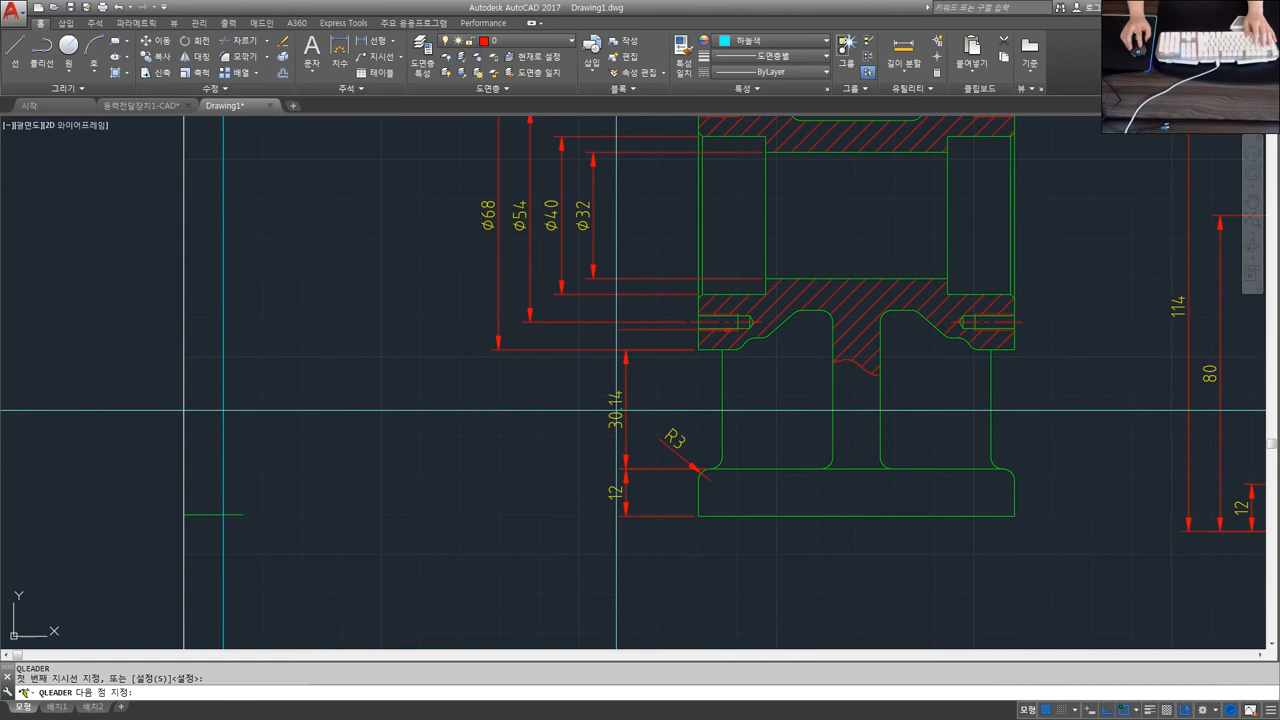 Autodesk AutoCAD 2017 Drawing1.dwg
키워드 또는 구절 입력
로그
홈 삽입 주석 파라메트릭 뷰 관리 출력 애드인 A360 Express Tools 주요 응용프로그램 Performance
선 폴리선 원 호
이동 회전 자르기
복사 대칭 모깎기
신축 축척 배열
문자 치수
선형
지시선
테이블
도면층 특성
0
현재로 설정
도면층 일치
삽입
작성
편집
속성 편집
특성 일치
하늘색
도면층별
ByLayer
그룹
길이 분할
붙여넣기
기준
그리기 수정 주석 도면층 블록 특성 그룹 유틸리티 클립보드 뷰
시작 동력전달장치1-CAD* Drawing1*
[-][평면도][2D 와이어프레임]
ϕ68
ϕ54
ϕ40
ϕ32
114
80
30.14
R3
12
12
Y
X
QLEADER
첫 번째 지시선 지정, 또는 [설정(S)]<설정>:
QLEADER 다음 점 지정:
모형 배치1 배치2
모형